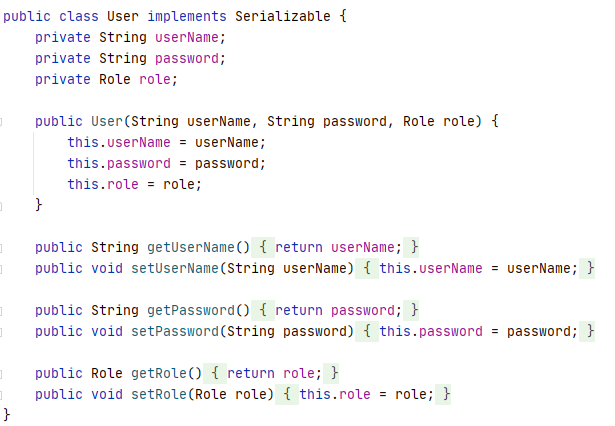 public class User implements Serializable {
    private String userName;
    private String password;
    private Role role;

    public User(String userName, String password, Role role) {
        this.userName = userName;
        this.password = password;
        this.role = role;
    }

    public String getUserName() { return userName; }
    public void setUserName(String userName) { this.userName = userName; }

    public String getPassword() { return password; }
    public void setPassword(String password) { this.password = password; }

    public Role getRole() { return role; }
    public void setRole(Role role) { this.role = role; }
}